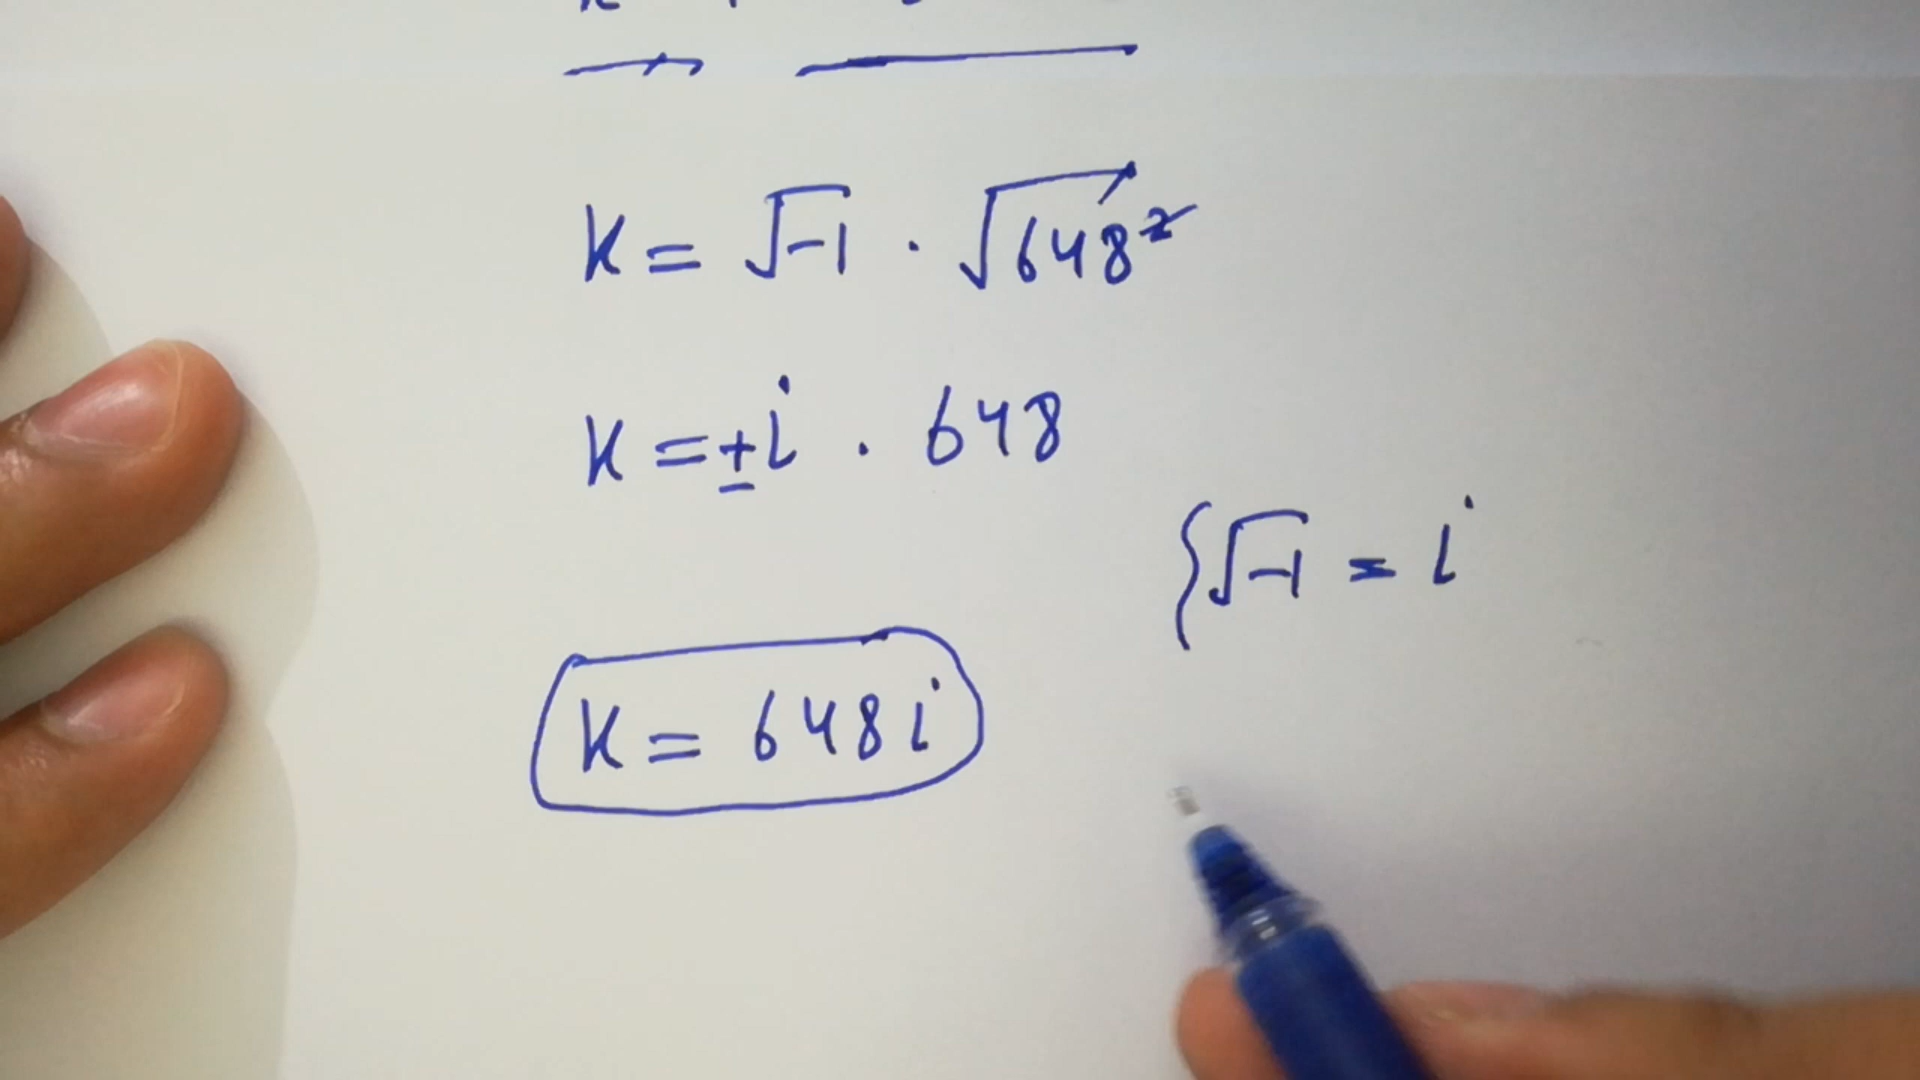 K = √-1 · √648²
K = ±i · 648
{√-1 = i
K = 648i